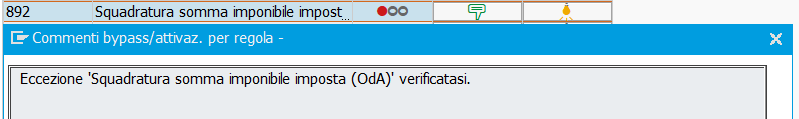 892 Squadratura somma imponibile impost...
Commenti bypass/attivaz. per regola -
Eccezione 'Squadratura somma imponibile imposta (OdA)' verificatasi.